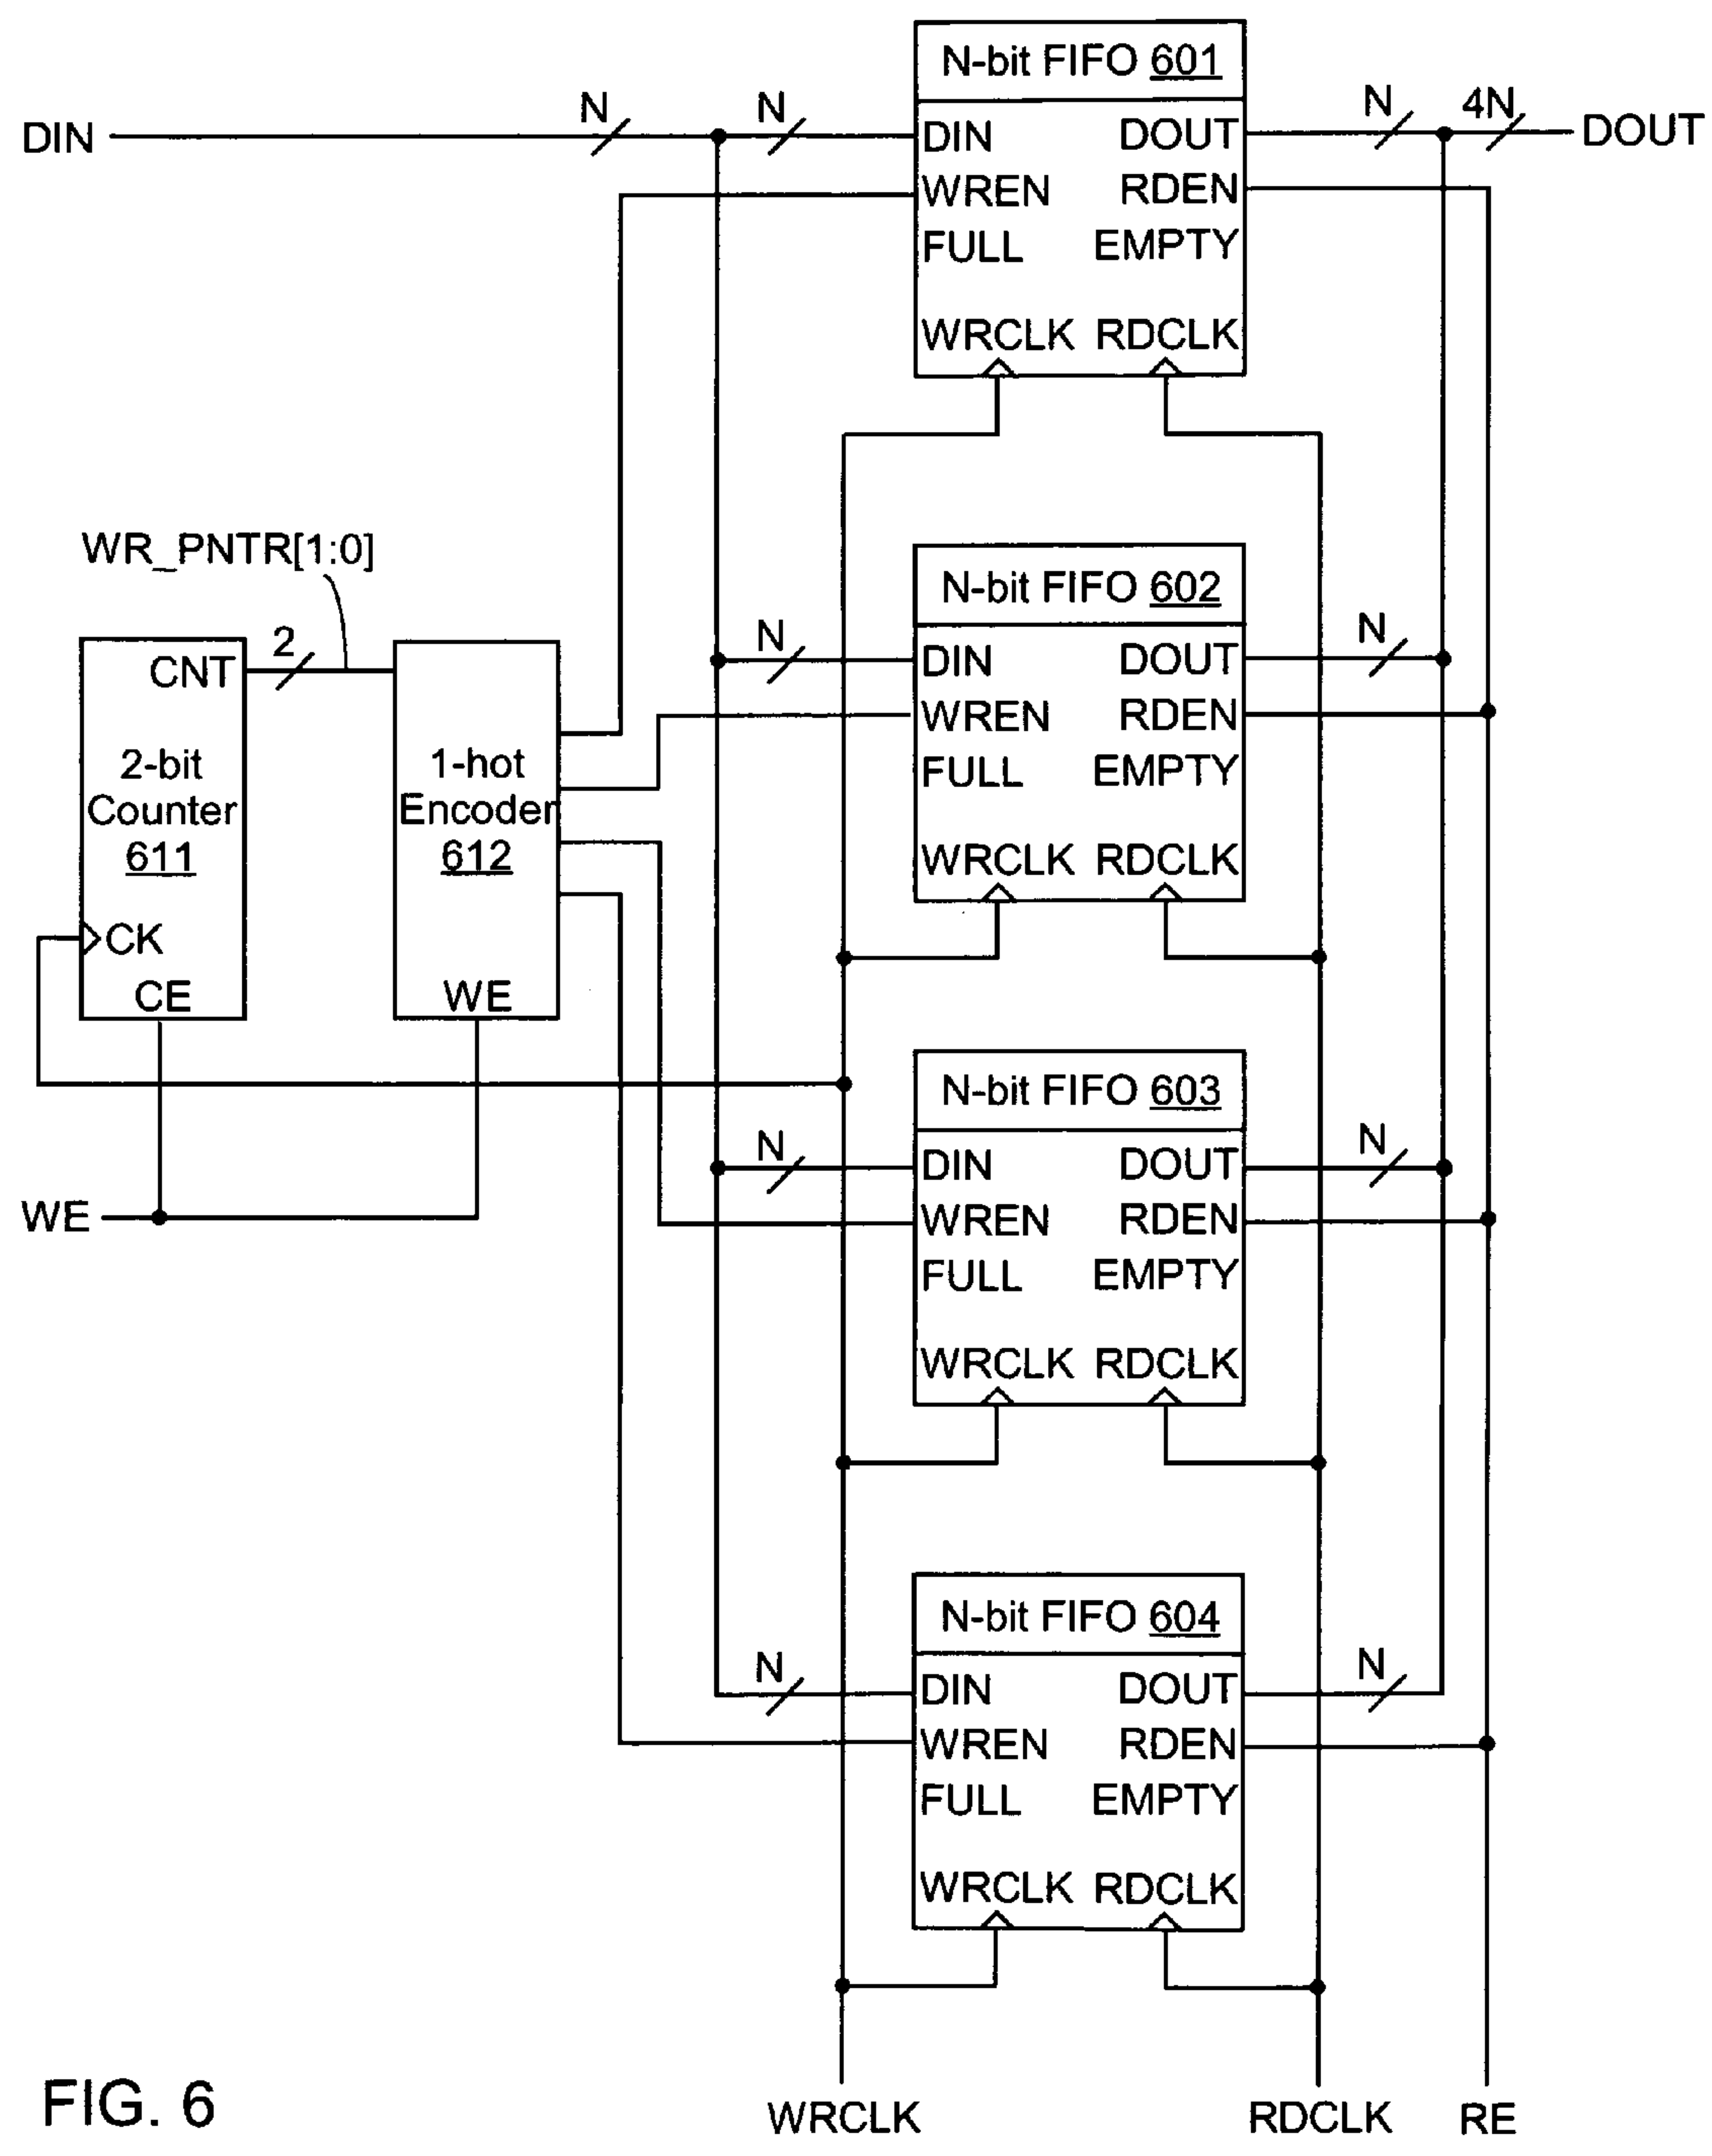 N-bit FIFO 601
DIN
N
N
DIN
DOUT
N
4N
DOUT
WREN
RDEN
FULL
EMPTY
WRCLK
RDCLK
WR_PNTR[1:0]
N-bit FIFO 602
N
DIN
DOUT
N
WREN
RDEN
FULL
EMPTY
WRCLK
RDCLK
CNT
2
2-bit
Counter
611
CK
CE
1-hot
Encoder
612
WE
WE
N-bit FIFO 603
N
DIN
DOUT
N
WREN
RDEN
FULL
EMPTY
WRCLK
RDCLK
N-bit FIFO 604
N
DIN
DOUT
N
WREN
RDEN
FULL
EMPTY
WRCLK
RDCLK
FIG. 6
WRCLK
RDCLK
RE